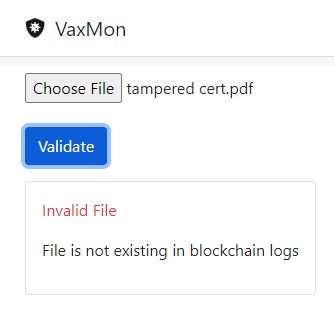 VaxMon
Choose File tampered cert.pdf
Validate
Invalid File
File is not existing in blockchain logs